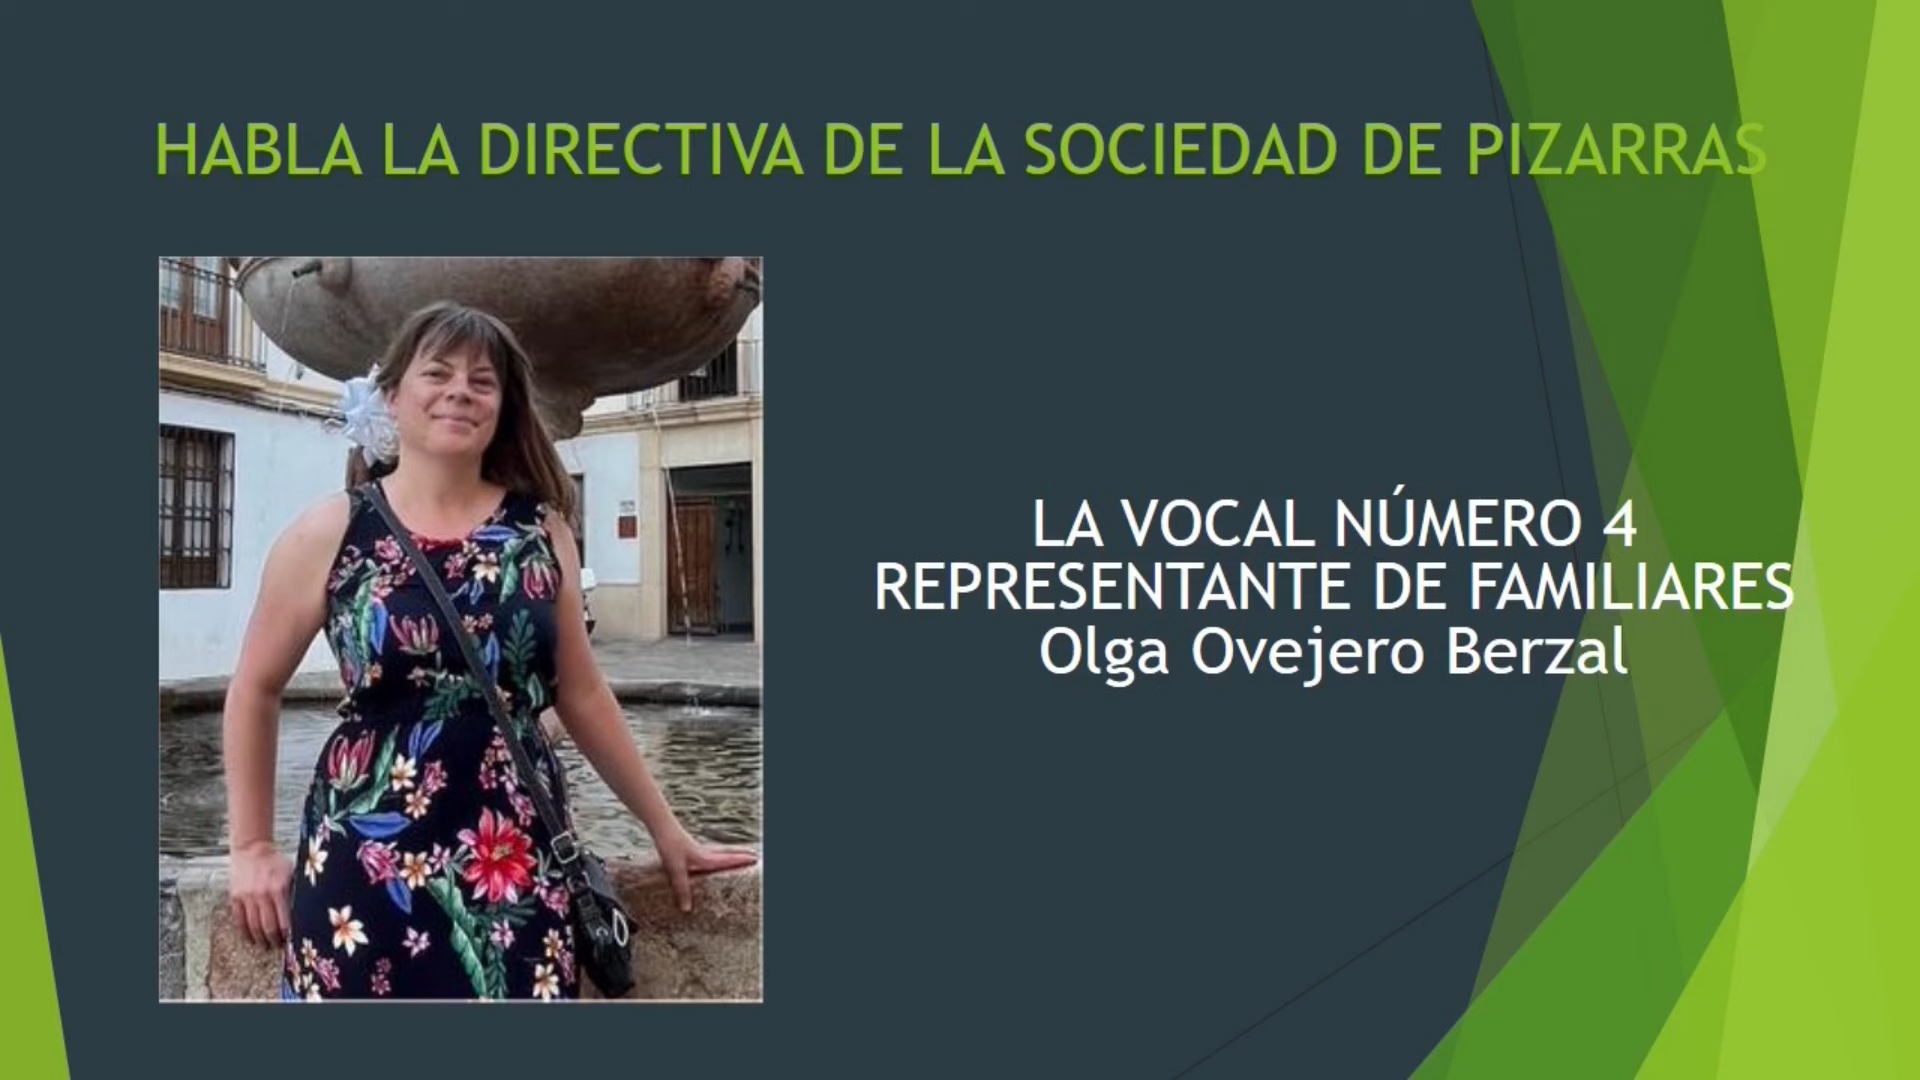 HABLA LA DIRECTIVA DE LA SOCIEDAD DE PIZARRAS
LA VOCAL NÚMERO 4
REPRESENTANTE DE FAMILIARES
Olga Ovejero Berzal